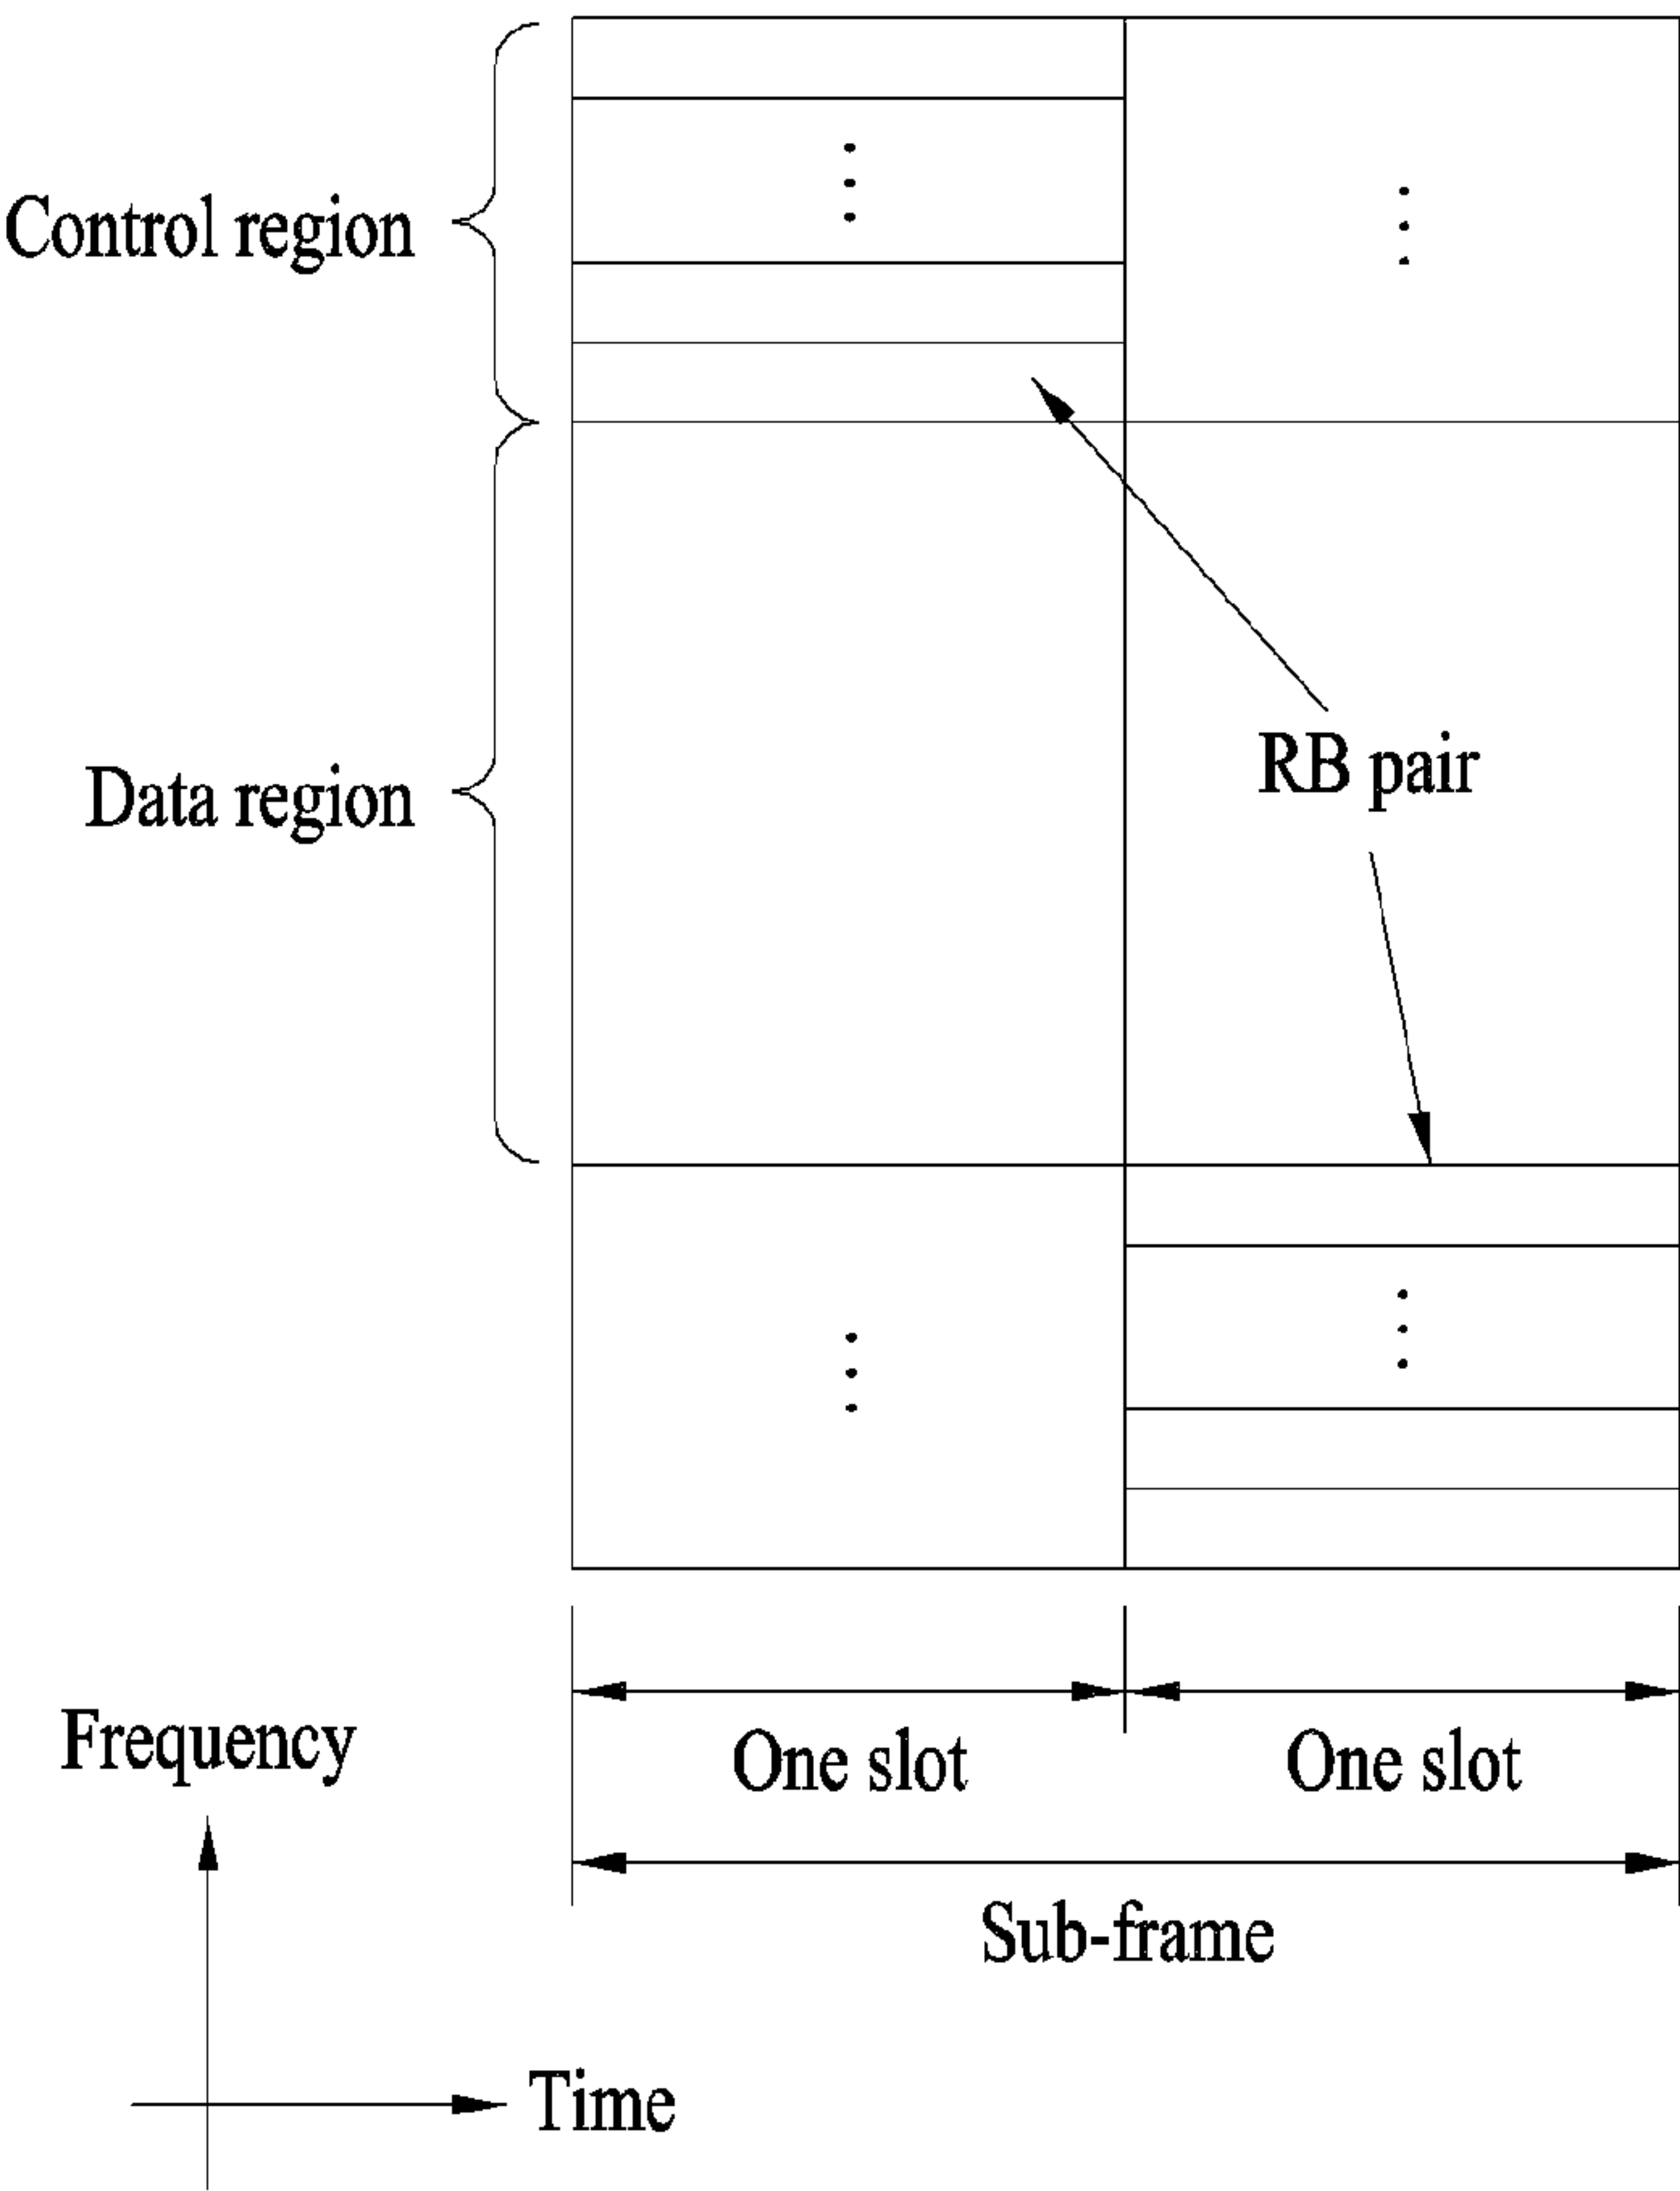 Control region
Data region
RB pair
Frequency
One slot
One slot
Sub-frame
Time